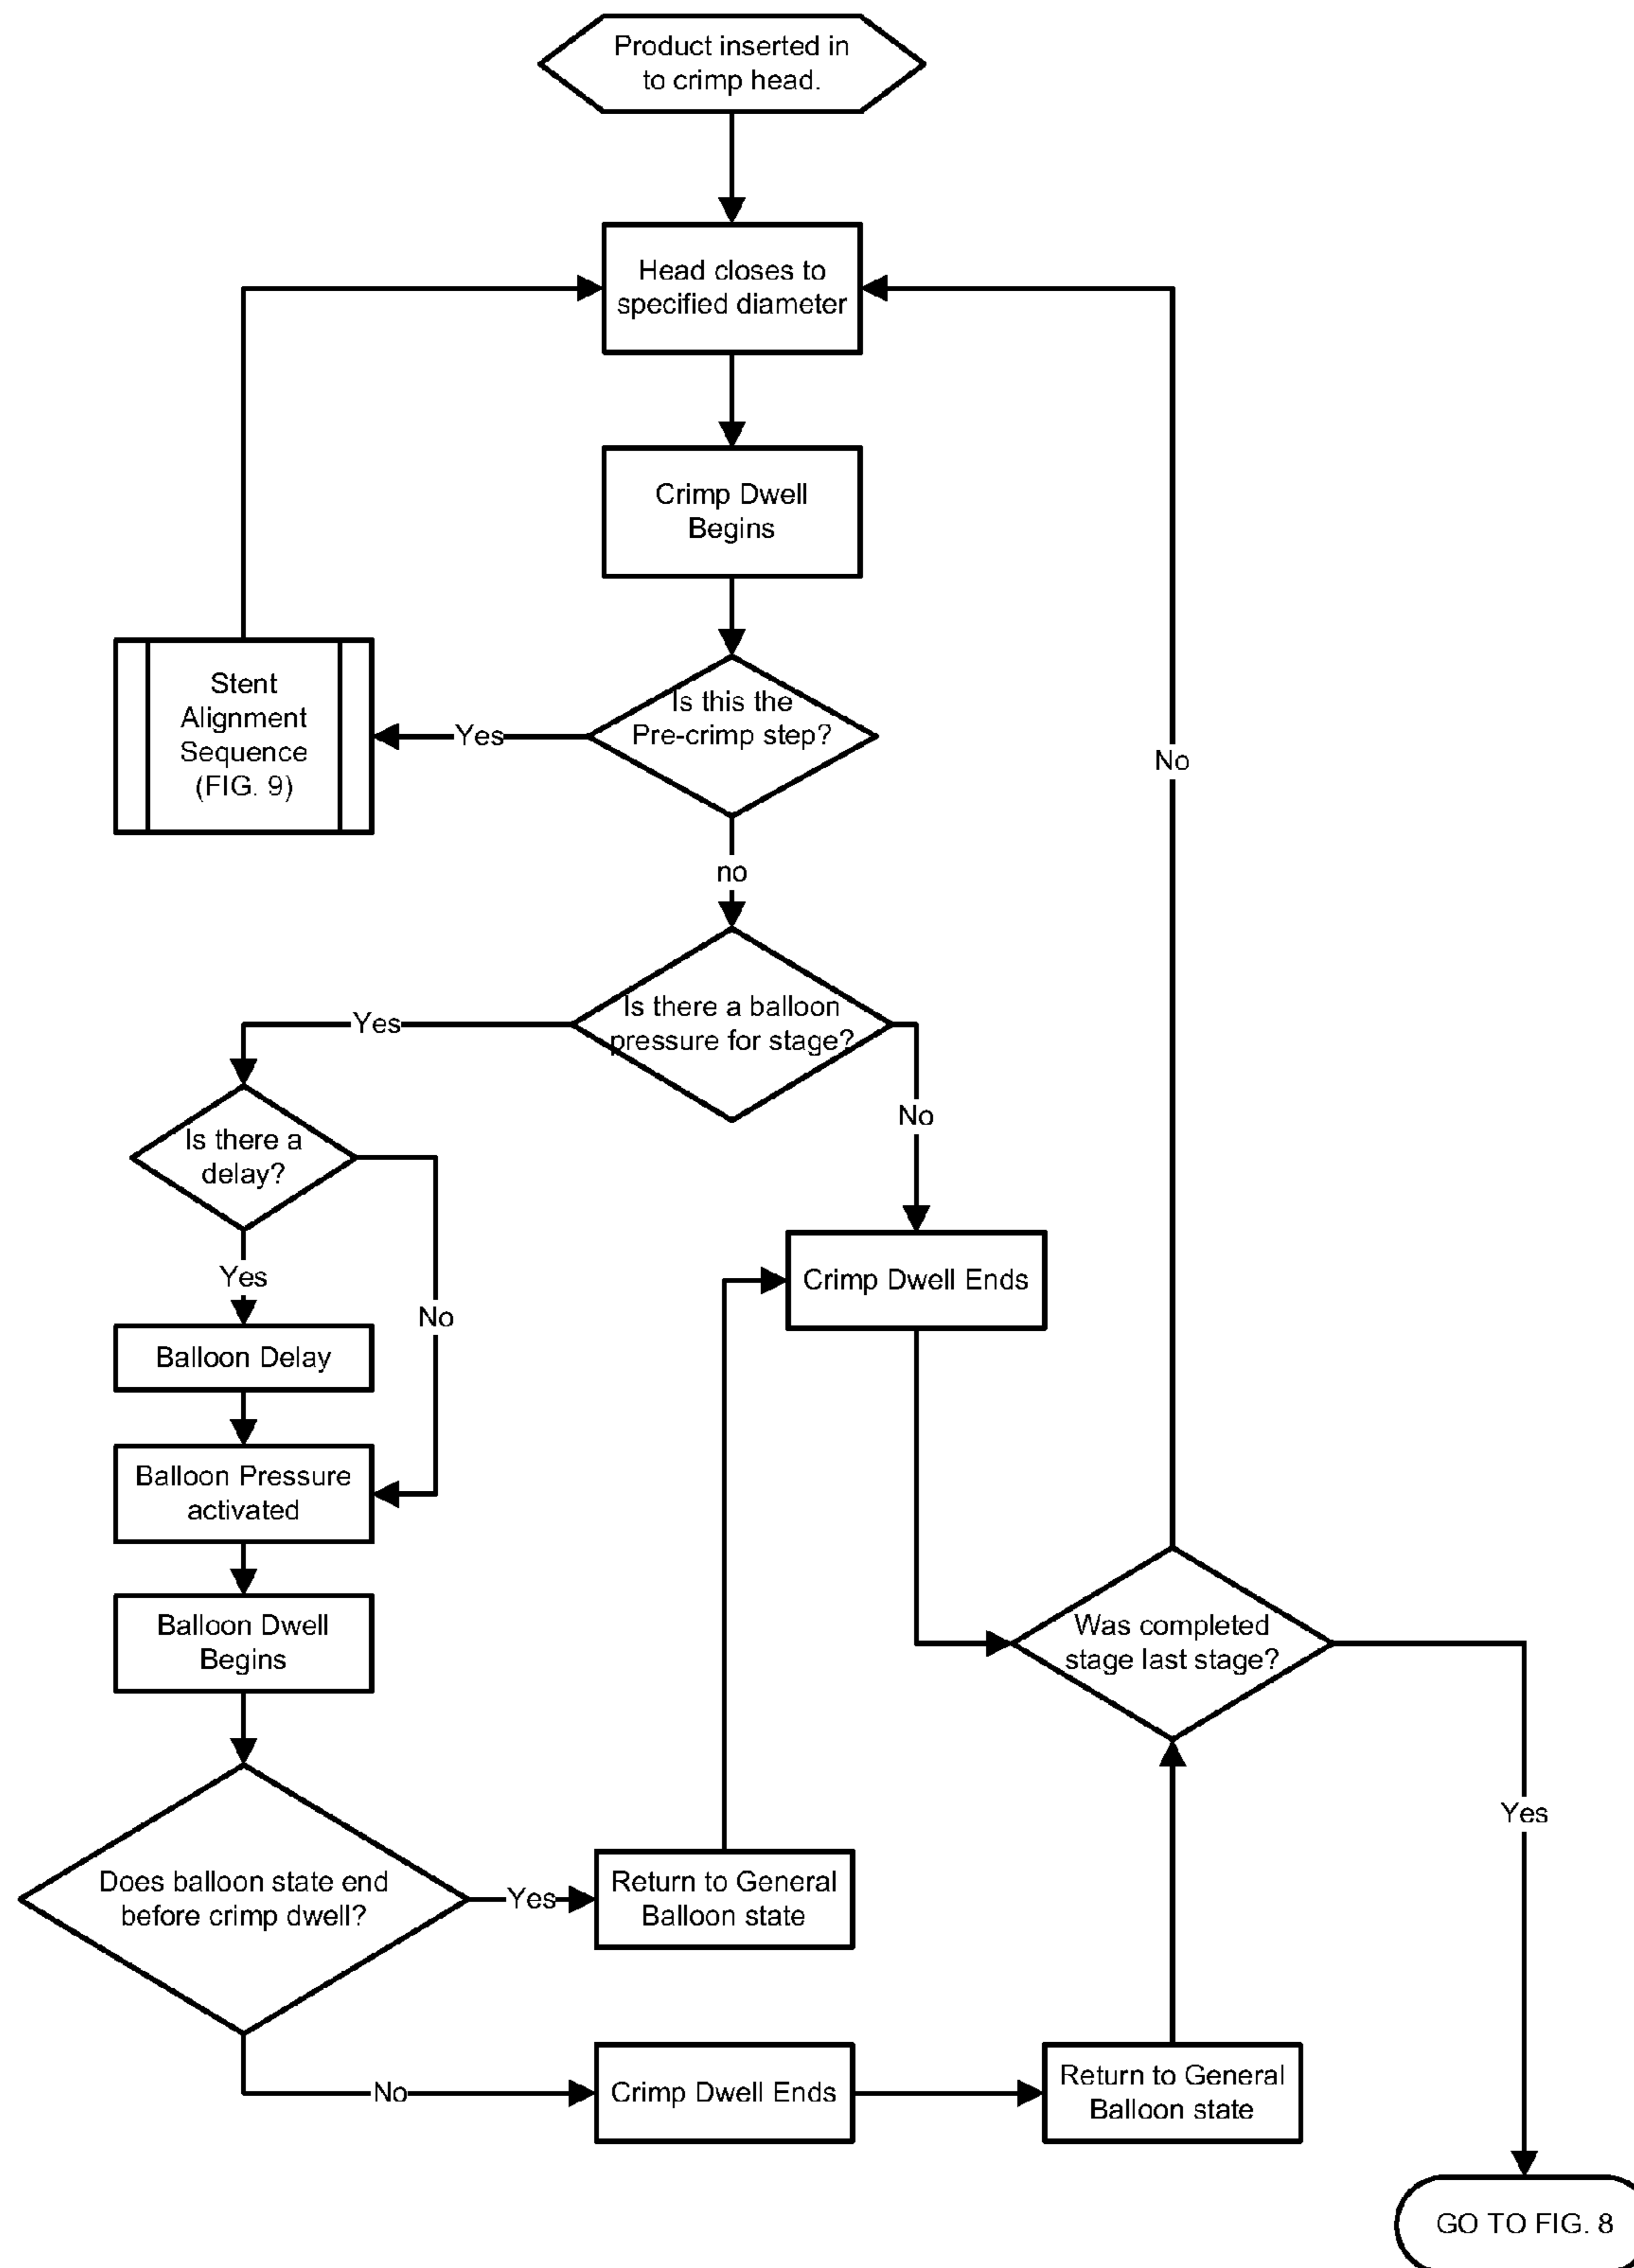 Product inserted in
to crimp head.
Head closes to
specified diameter
Crimp Dwell
Begins
Stent
Alignment
Sequence
(FIG. 9)
Yes
Is this the
Pre-crimp step?
No
no
Yes
Is there a balloon
pressure for stage?
No
Is there a
delay?
Yes
No
Crimp Dwell Ends
Balloon Delay
Balloon Pressure
activated
Balloon Dwell
Begins
Was completed
stage last stage?
Yes
Does balloon state end
before crimp dwell?
Yes
Return to General
Balloon state
No
Crimp Dwell Ends
Return to General
Balloon state
GO TO FIG. 8